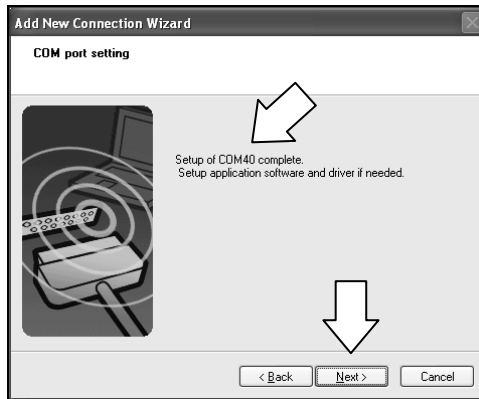 Add New Connection Wizard
COM port setting
Setup of COM40 complete.
Setup application software and driver if needed.
< Back
Next >
Cancel